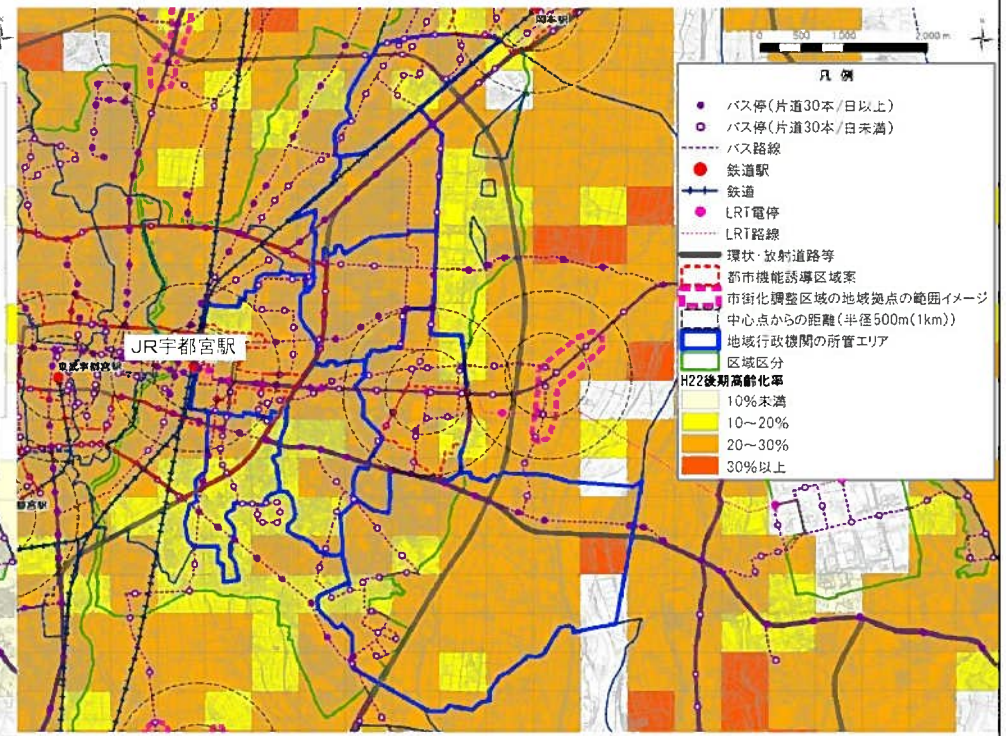 岡本駅
0 500 1,000 2,000 m
凡 例
バス停(片道30本/日以上)
バス停(片道30本/日未満)
バス路線
鉄道駅
鉄道
LRT電停
LRT路線
環状・放射道路等
都市機能誘導区域案
市街化調整区域の地域拠点の範囲イメージ
中心点からの距離(半径500m(1km))
地域行政機関の所管エリア
区域区分
H22後期高齢化率
10%未満
10~20%
20~30%
30%以上
JR宇都宮駅
東武宇都宮駅